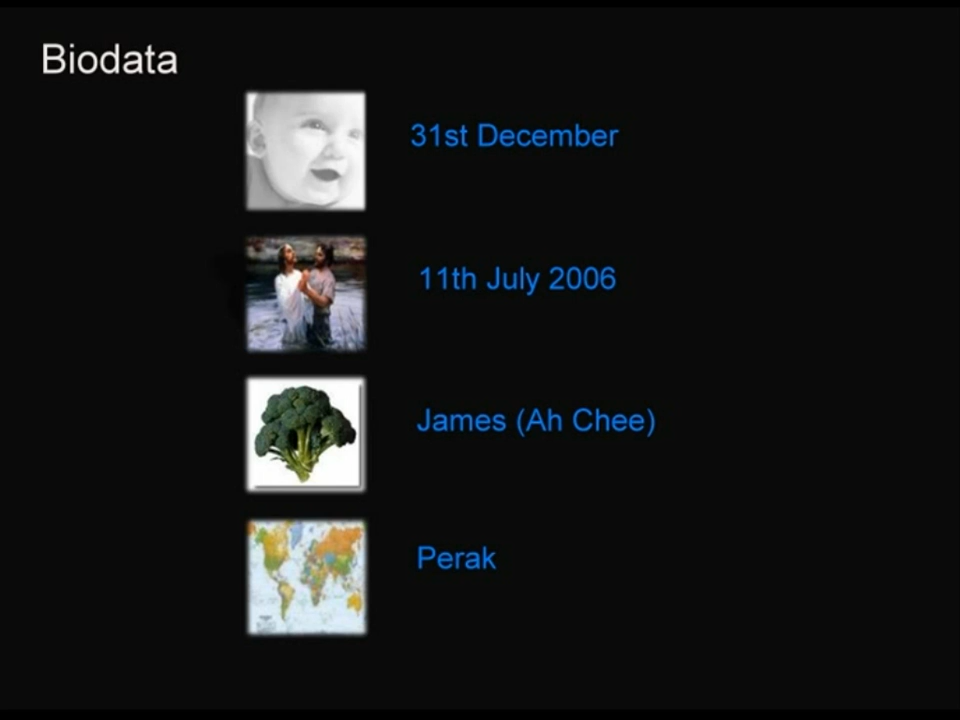 Biodata
31st December
11th July 2006
James (Ah Chee)
Perak